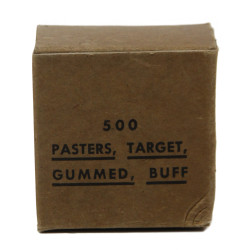 500
PASTERS, TARGET,
GUMMED, BUFF